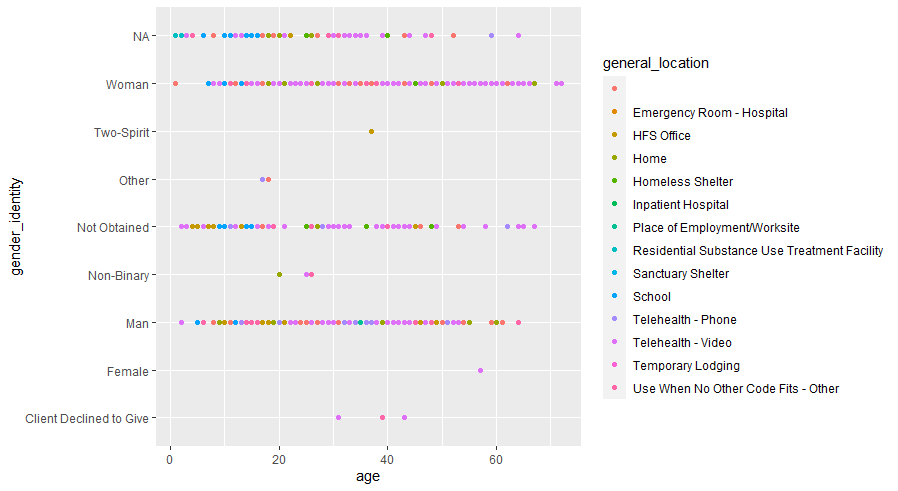 general_location
Emergency Room - Hospital
HFS Office
Home
Homeless Shelter
Inpatient Hospital
Place of Employment/Worksite
Residential Substance Use Treatment Facility
Sanctuary Shelter
School
Telehealth - Phone
Telehealth - Video
Temporary Lodging
Use When No Other Code Fits - Other
gender_identity
NA
Woman
Two-Spirit
Other
Not Obtained
Non-Binary
Man
Female
Client Declined to Give
0 20 40 60
age